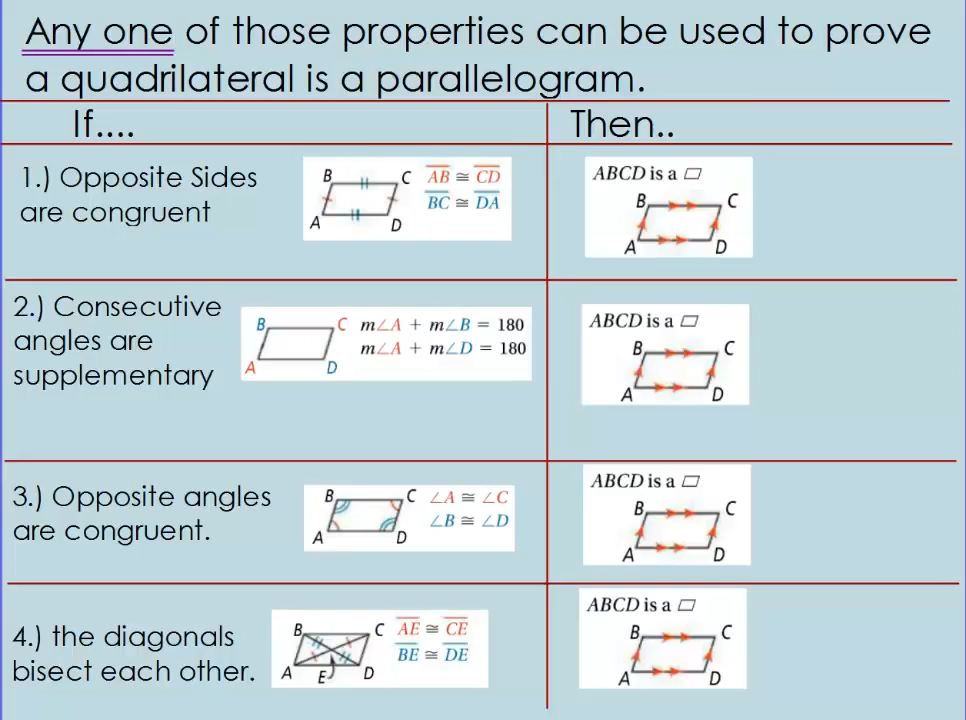 Any one of those properties can be used to prove
a quadrilateral is a parallelogram.
If....
Then..
1.) Opposite Sides
are congruent
B C
A D
AB ≅ CD
BC ≅ DA
ABCD is a ▱
B C
A D
2.) Consecutive
angles are
supplementary
B C
A D
m∠A + m∠B = 180
m∠A + m∠D = 180
ABCD is a ▱
B C
A D
3.) Opposite angles
are congruent.
B C
A D
∠A ≅ ∠C
∠B ≅ ∠D
ABCD is a ▱
B C
A D
4.) the diagonals
bisect each other.
B C
A E D
AE ≅ CE
BE ≅ DE
ABCD is a ▱
B C
A D